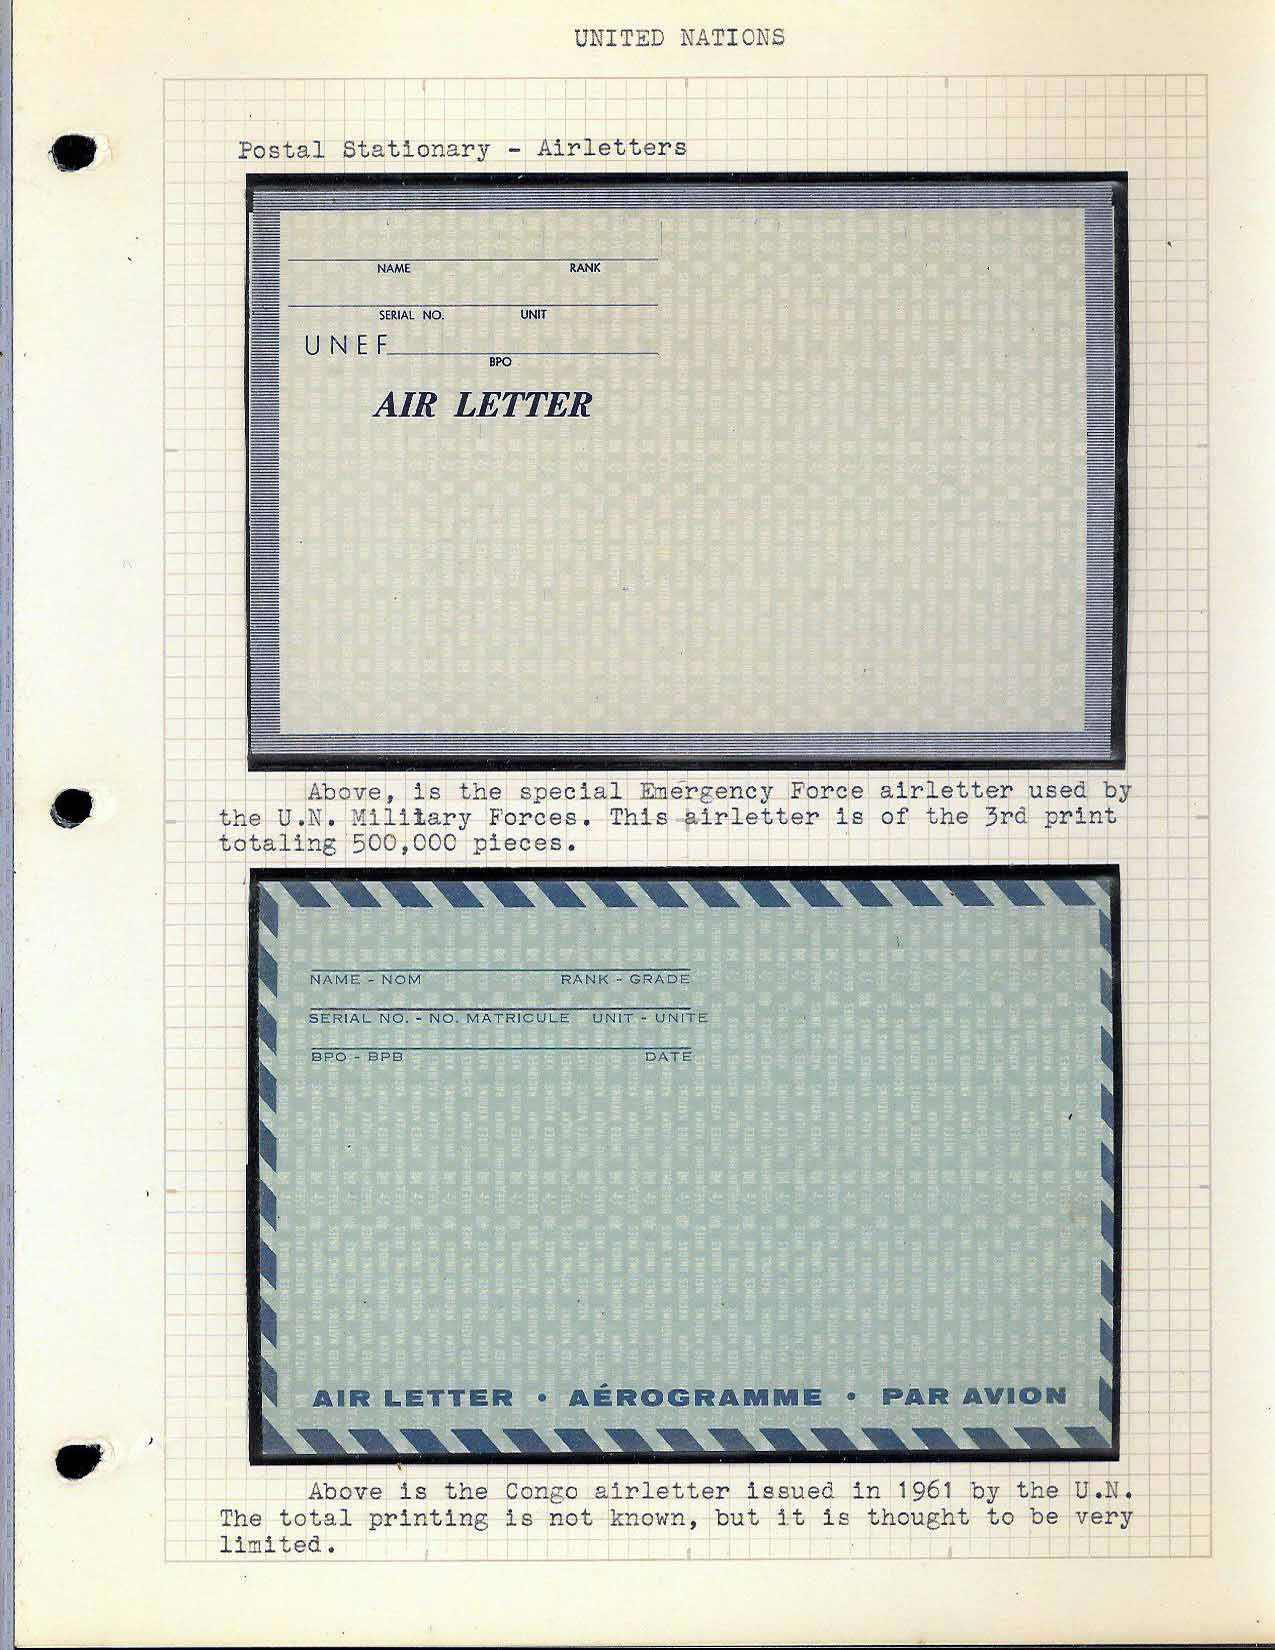 UNITED NATIONS
Postal Stationary - Airletters
NAME RANK
SERIAL NO. UNIT
UNEF
BPO
AIR LETTER
Above, is the special Emergency Force airletter used by
the U.N. Military Forces. This airletter is of the 3rd print
totaling 500,000 pieces.
NAME - NOM RANK - GRADE
SERIAL NO. - NO. MATRICULE UNIT - UNITE
BPO - BPB DATE
AIR LETTER • AÉROGRAMME • PAR AVION
Above is the Congo airletter issued in 1961 by the U.N.
The total printing is not known, but it is thought to be very
limited.